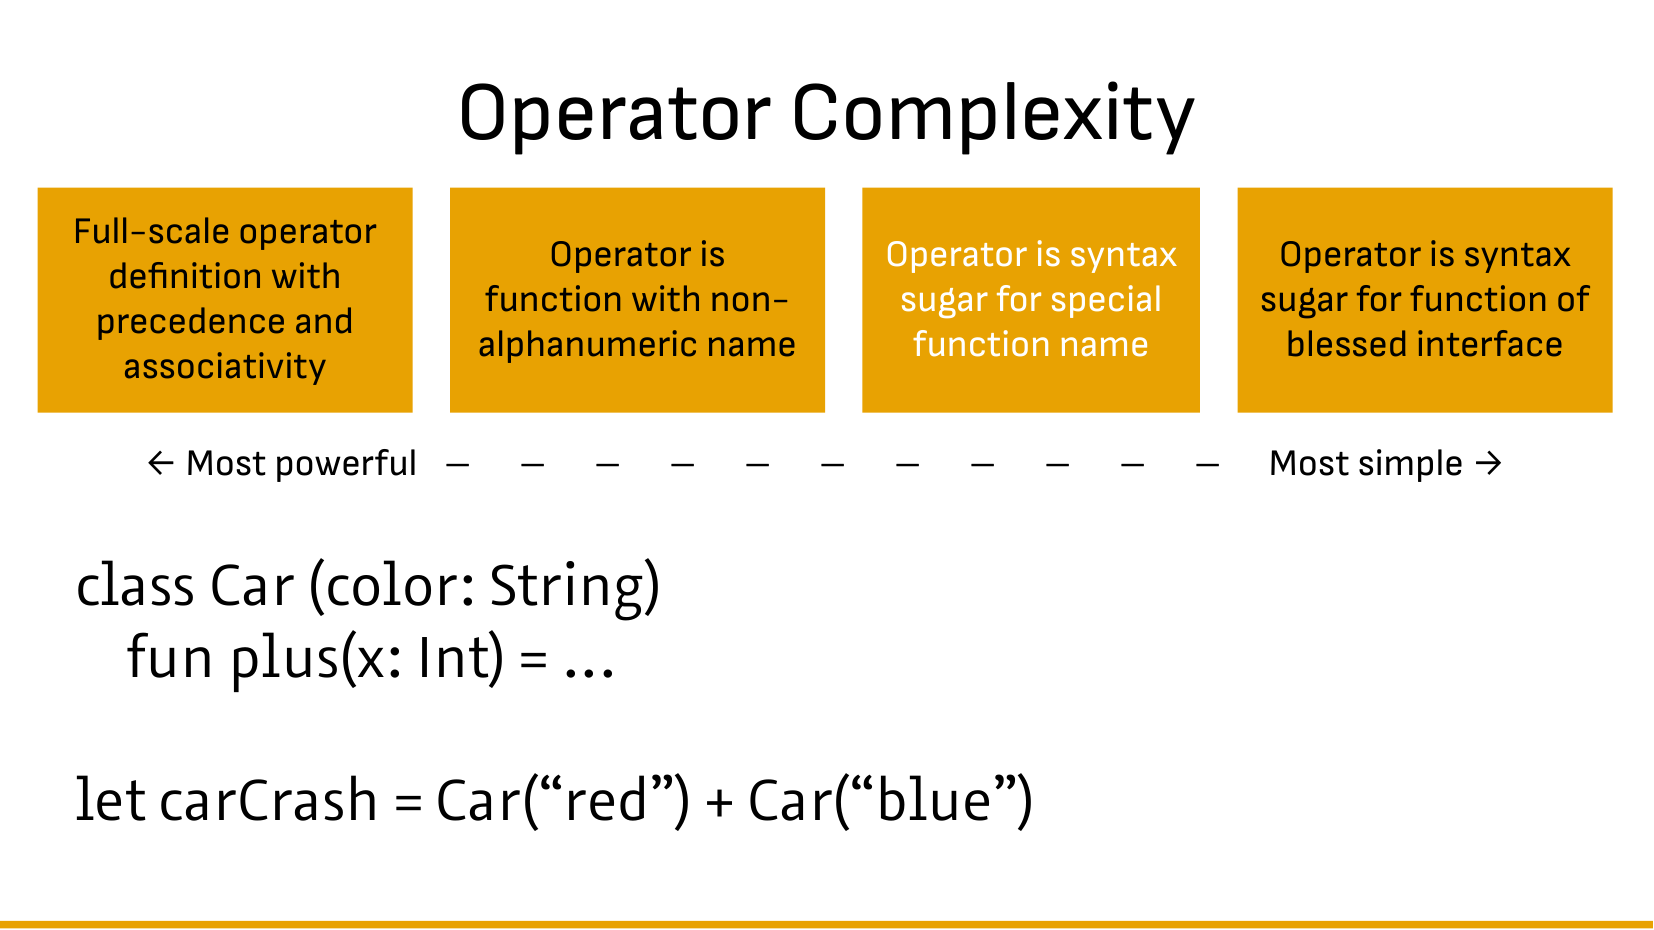 Operator Complexity
Full-scale operator
definition with
precedence and
associativity
Operator is
function with non-
alphanumeric name
Operator is syntax
sugar for special
function name
Operator is syntax
sugar for function of
blessed interface
← Most powerful – – – – – – – – – – – Most simple →
class Car (color: String)
    fun plus(x: Int) = ...
let carCrash = Car(“red”) + Car(“blue”)